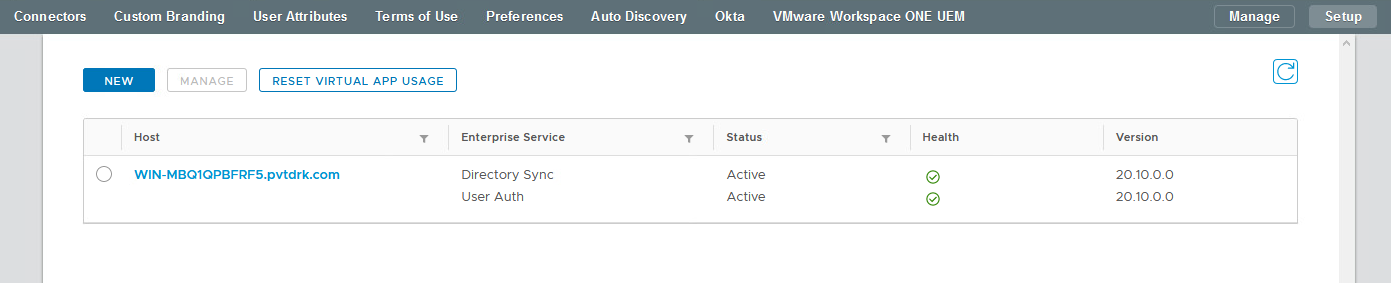 Connectors Custom Branding User Attributes Terms of Use Preferences Auto Discovery Okta VMware Workspace ONE UEM Manage Setup
NEW MANAGE RESET VIRTUAL APP USAGE
Host Enterprise Service Status Health Version
WIN-MBQ1QPBFRF5.pvtdrk.com Directory Sync Active 20.10.0.0
User Auth Active 20.10.0.0